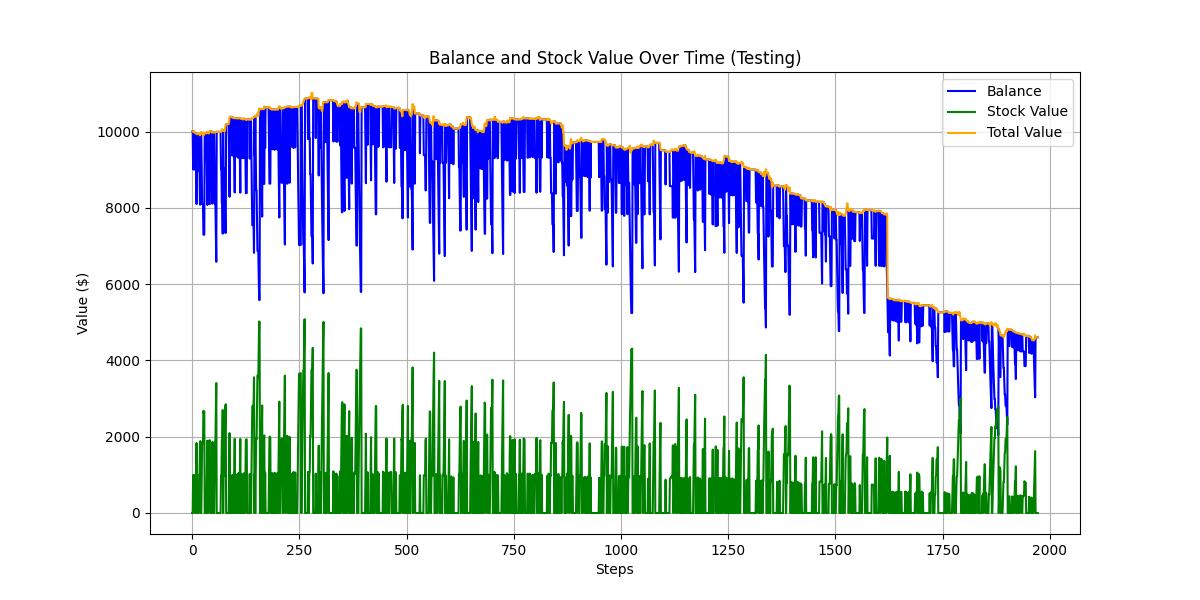 Balance and Stock Value Over Time (Testing)
Balance
Stock Value
Total Value
Value ($)
10000
8000
6000
4000
2000
0
0 250 500 750 1000 1250 1500 1750 2000
Steps